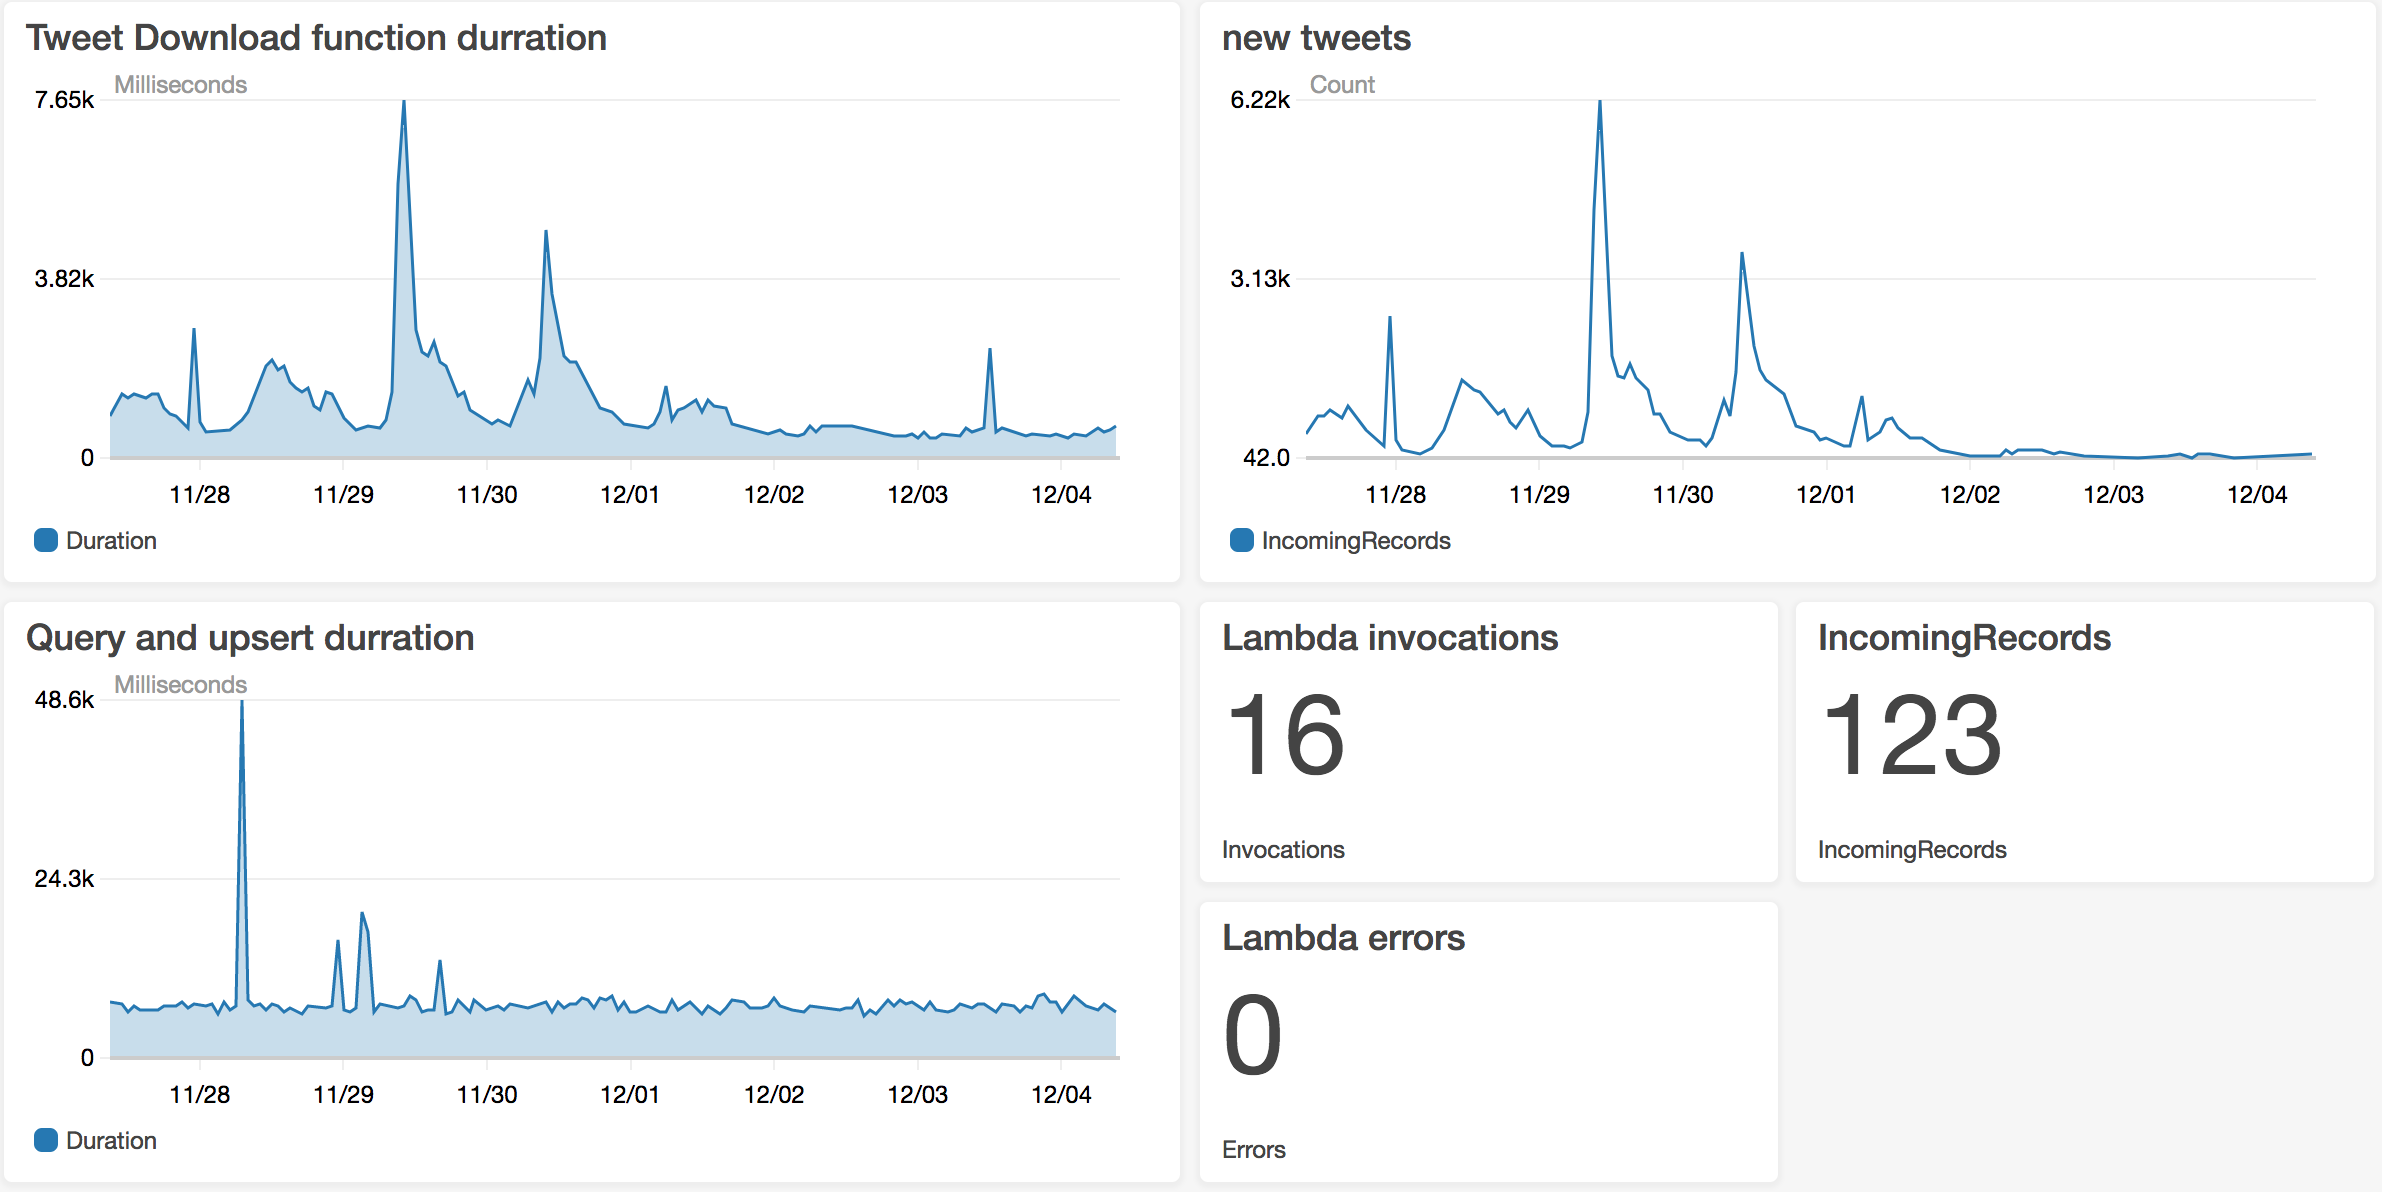 Tweet Download function durration
Milliseconds
7.65k
3.82k
0
11/28 11/29 11/30 12/01 12/02 12/03 12/04
Duration
new tweets
Count
6.22k
3.13k
42.0
11/28 11/29 11/30 12/01 12/02 12/03 12/04
IncomingRecords
Query and upsert durration
Milliseconds
48.6k
24.3k
0
11/28 11/29 11/30 12/01 12/02 12/03 12/04
Duration
Lambda invocations
16
Invocations
IncomingRecords
123
IncomingRecords
Lambda errors
0
Errors